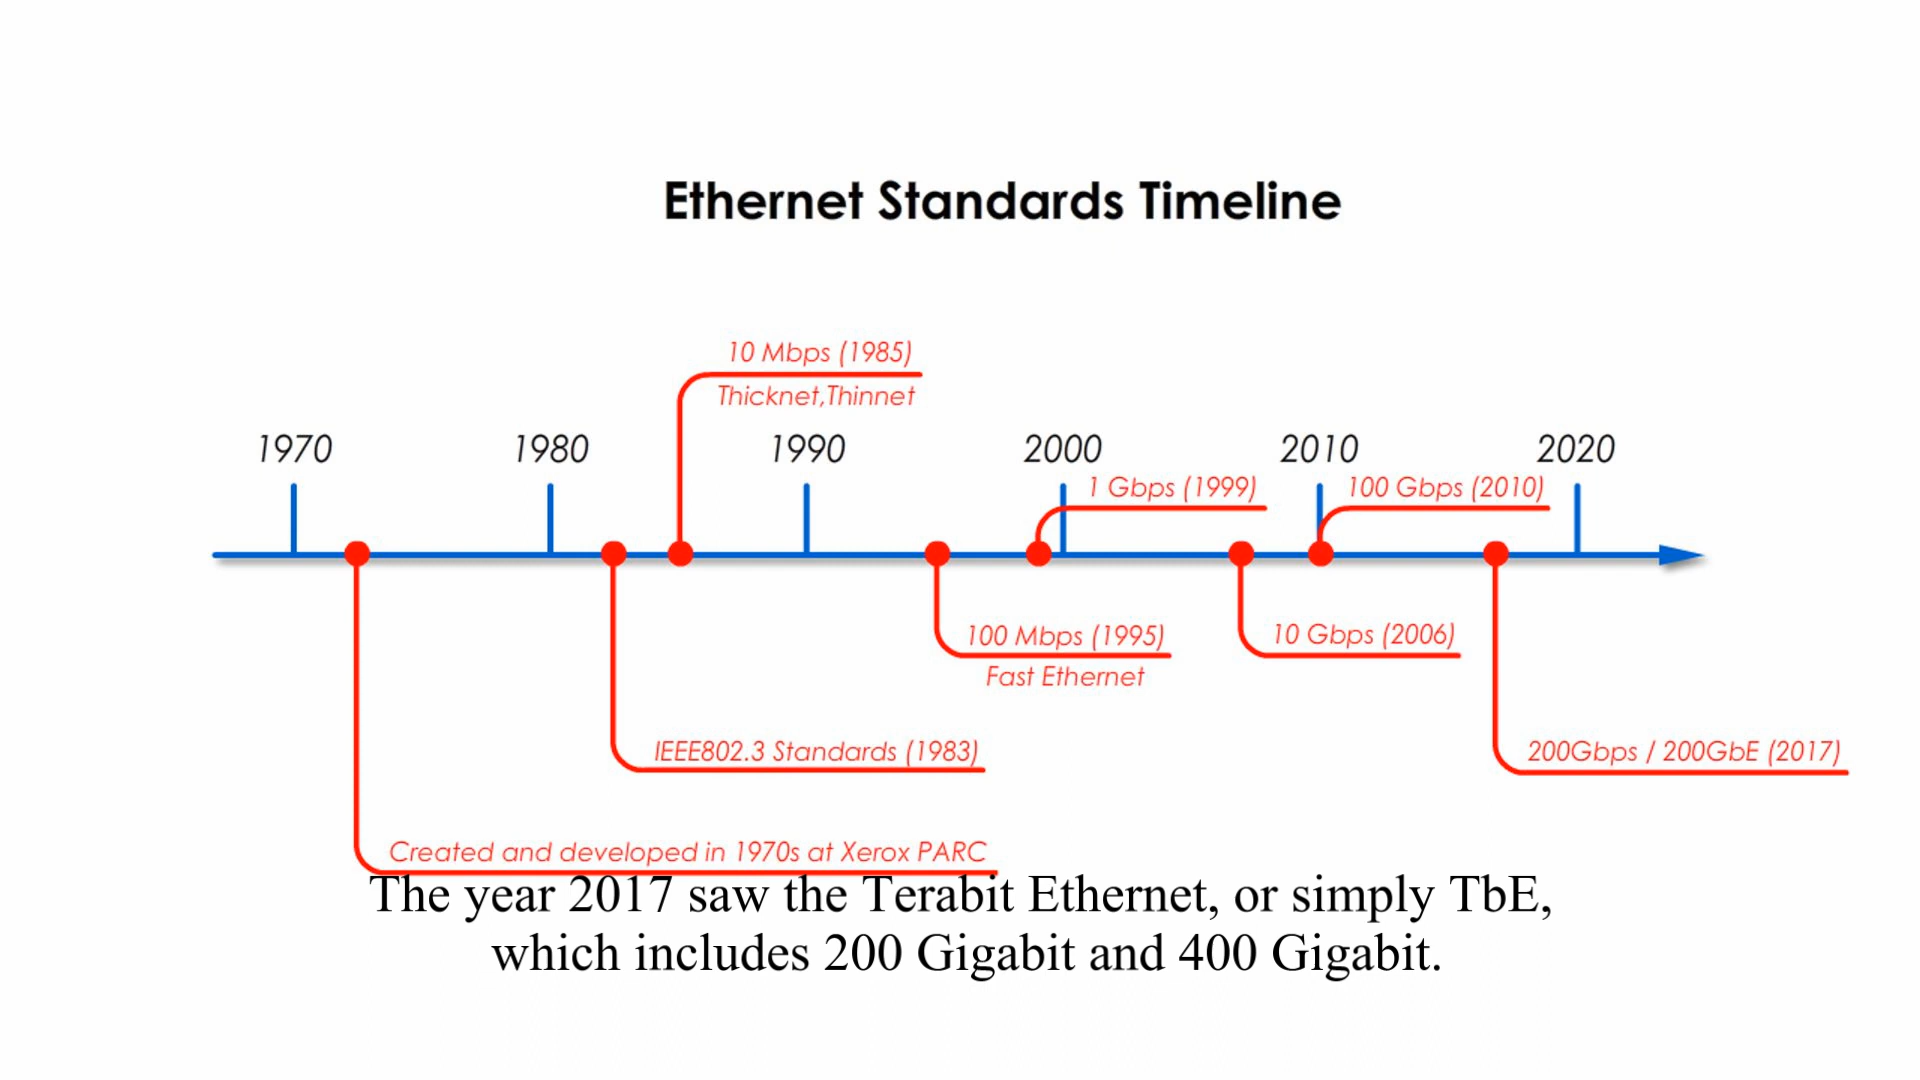 Ethernet Standards Timeline
10 Mbps (1985)
Thicknet,Thinnet
1970
1980
1990
2000
2010
2020
1 Gbps (1999)
100 Gbps (2010)
100 Mbps (1995)
Fast Ethernet
10 Gbps (2006)
IEEE802.3 Standards (1983)
200Gbps / 200GbE (2017)
Created and developed in 1970s at Xerox PARC
The year 2017 saw the Terabit Ethernet, or simply TbE,
which includes 200 Gigabit and 400 Gigabit.